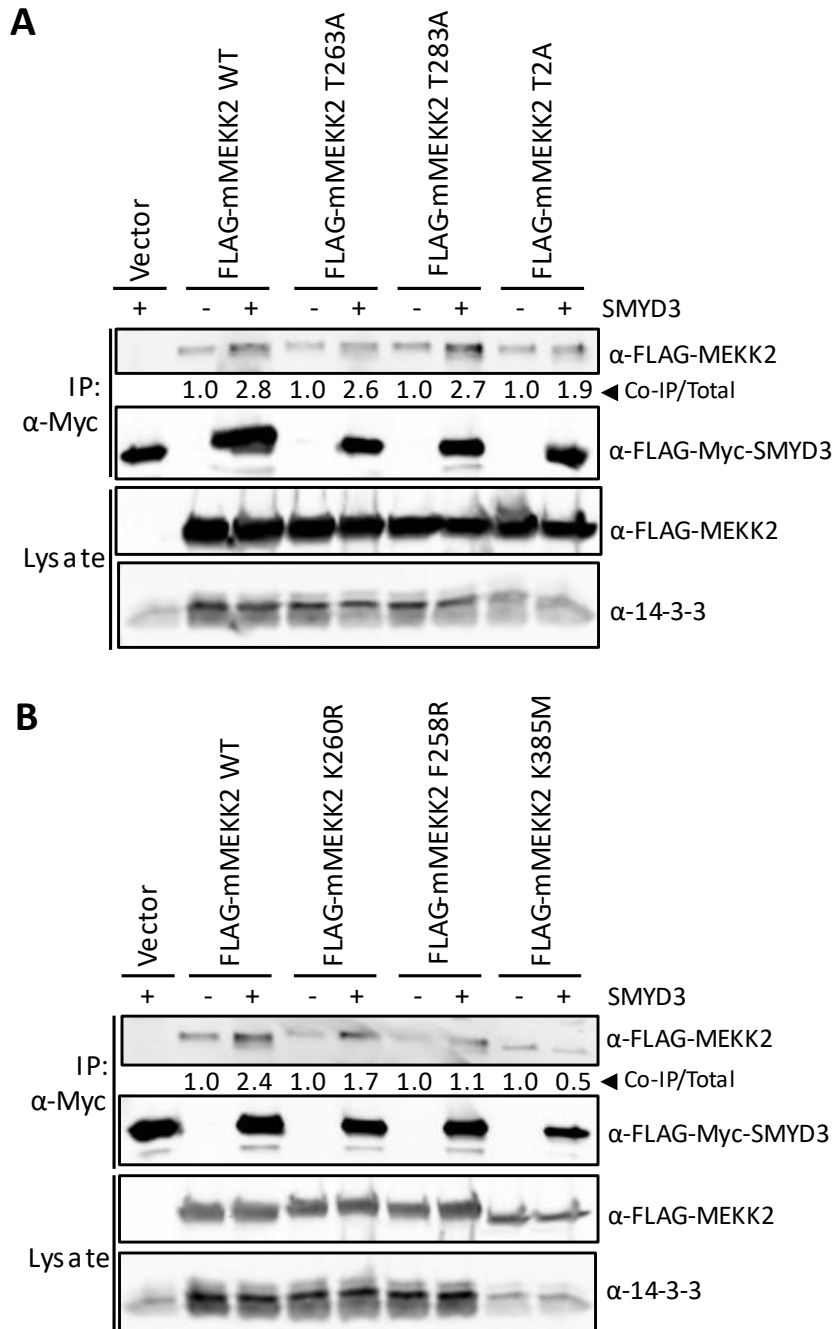 A
Vector
FLAG-mMEKK2 WT
FLAG-mMEKK2 T263A
FLAG-mMEKK2 T283A
FLAG-mMEKK2 T2A
+ - + - + - + - + SMYD3
α-FLAG-MEKK2
IP:
α-Myc
1.0 2.8 1.0 2.6 1.0 2.7 1.0 1.9 ◄ Co-IP/Total
α-FLAG-Myc-SMYD3
Lysate
α-FLAG-MEKK2
α-14-3-3
B
Vector
FLAG-mMEKK2 WT
FLAG-mMEKK2 K260R
FLAG-mMEKK2 F258R
FLAG-mMEKK2 K385M
+ - + - + - + - + SMYD3
α-FLAG-MEKK2
IP:
α-Myc
1.0 2.4 1.0 1.7 1.0 1.1 1.0 0.5 ◄ Co-IP/Total
α-FLAG-Myc-SMYD3
α-FLAG-MEKK2
Lysate
α-14-3-3